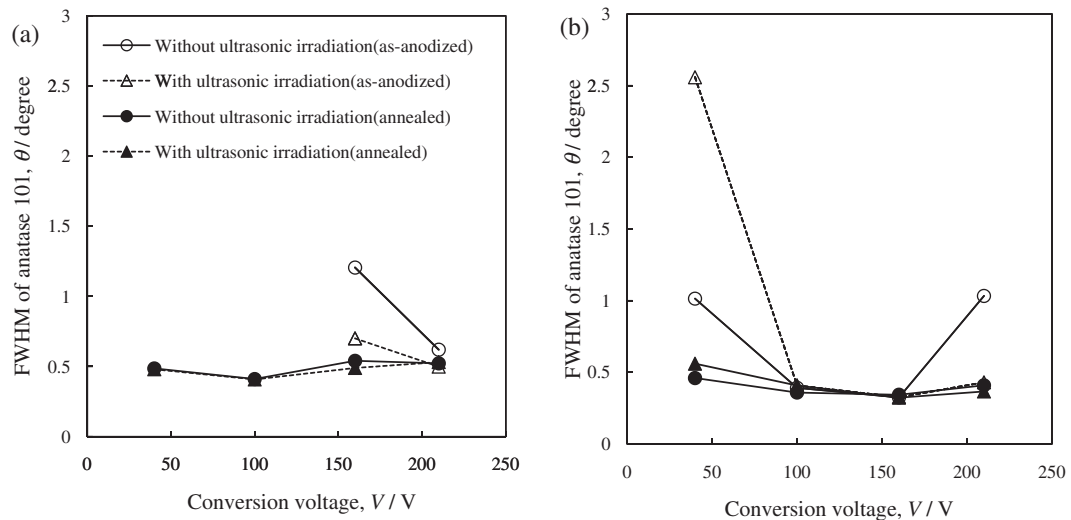 (a)
3
2.5
2
1.5
1
0.5
0
FWHM of anatase 101, θ / degree
Without ultrasonic irradiation(as-anodized)
With ultrasonic irradiation(as-anodized)
Without ultrasonic irradiation(annealed)
With ultrasonic irradiation(annealed)
0 50 100 150 200 250
Conversion voltage, V / V
(b)
3
2.5
2
1.5
1
0.5
0
FWHM of anatase 101, θ / degree
0 50 100 150 200 250
Conversion voltage, V / V